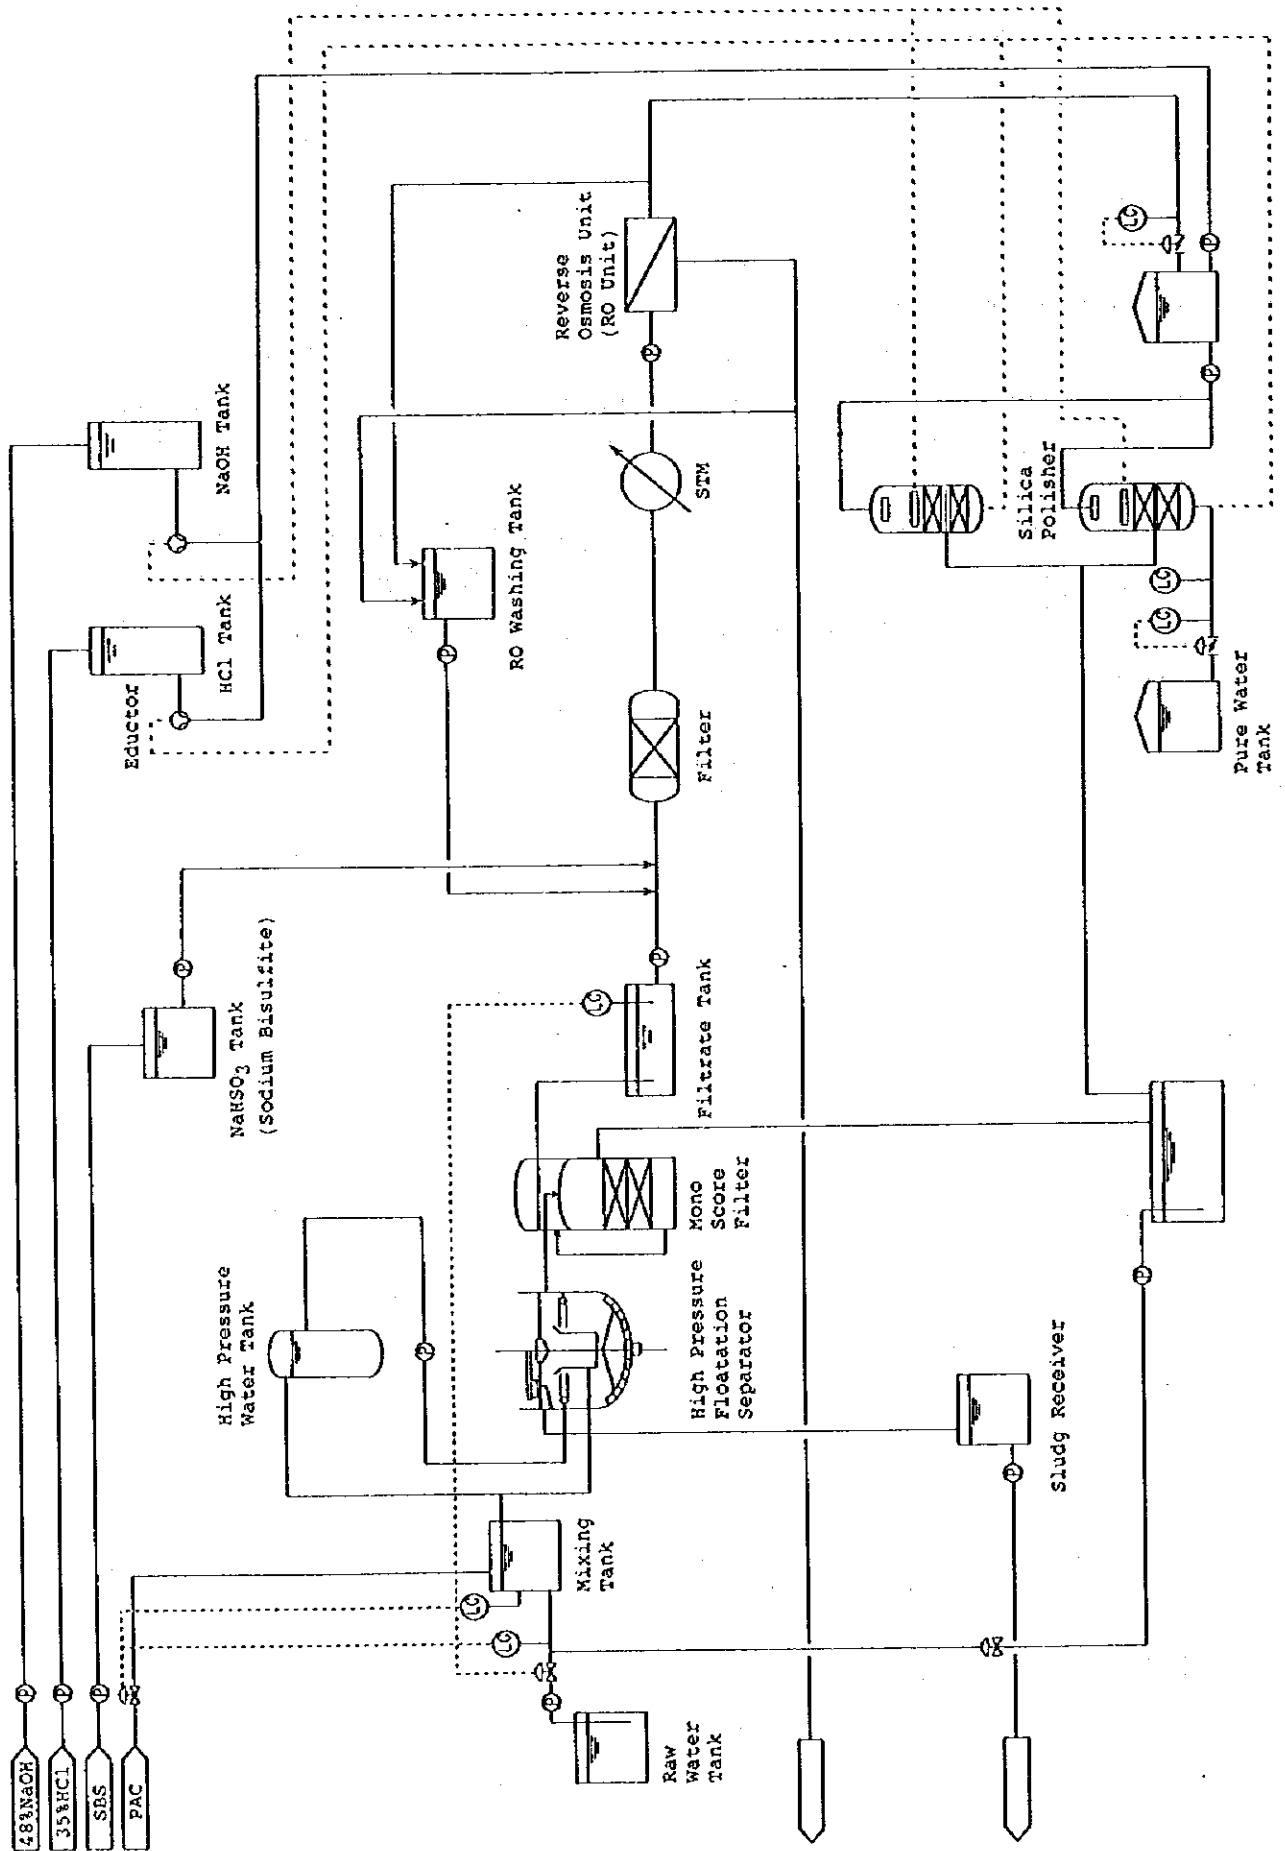 48%NaOH
35%HCl
SBS
PAC
P
P
P
NaOH Tank
HCl Tank
Eductor
NaHSO3 Tank
(Sodium Bisulfite)
P
RO Washing Tank
P
High Pressure
Water Tank
P
Raw
Water
Tank
P
LC
LC
Mixing
Tank
High Pressure
Floatation
Separator
Mono
Score
Filter
Filtrate Tank
LC
P
Filter
STM
P
Reverse
Osmosis Unit
(RO Unit)
Sludg Receiver
P
P
Silica
Polisher
LC
LC
Pure Water
Tank
P
P
LC